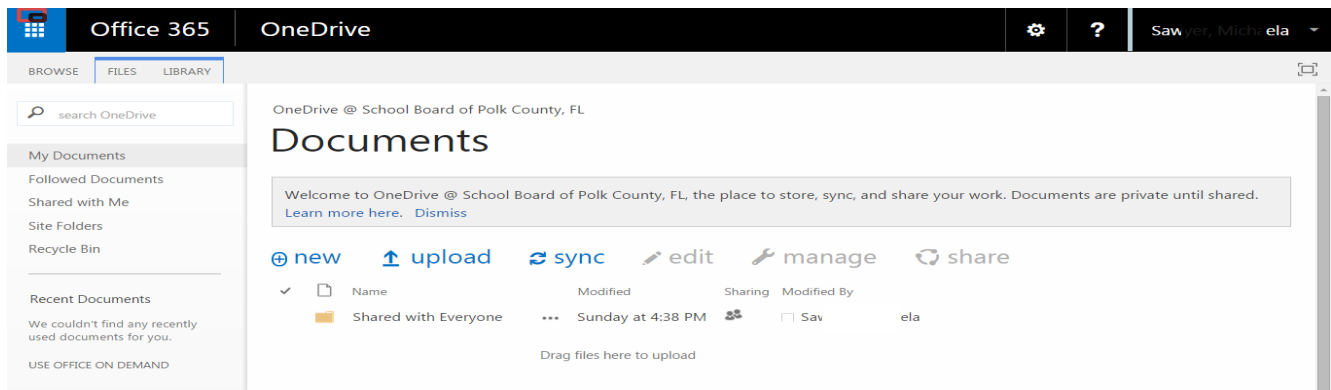 Office 365 OneDrive ? Sawyer, Michaela
BROWSE FILES LIBRARY
search OneDrive
My Documents
Followed Documents
Shared with Me
Site Folders
Recycle Bin
Recent Documents
We couldn't find any recently
used documents for you.
USE OFFICE ON DEMAND
OneDrive @ School Board of Polk County, FL
Documents
Welcome to OneDrive @ School Board of Polk County, FL, the place to store, sync, and share your work. Documents are private until shared.
Learn more here. Dismiss
new upload sync edit manage share
Name Modified Sharing Modified By
Shared with Everyone ... Sunday at 4:38 PM ela
Drag files here to upload